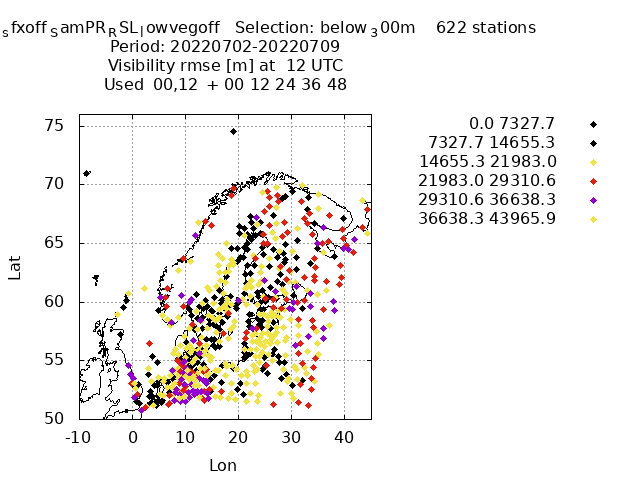 sfxoffSamPRRSLlowvegoff Selection: below300m 622 stations
Period: 20220702-20220709
Visibility rmse [m] at 12 UTC
Used 00,12 + 00 12 24 36 48
0.0 7327.7
7327.7 14655.3
14655.3 21983.0
21983.0 29310.6
29310.6 36638.3
36638.3 43965.9
75
70
65
60
55
50
Lat
-10 0 10 20 30 40
Lon